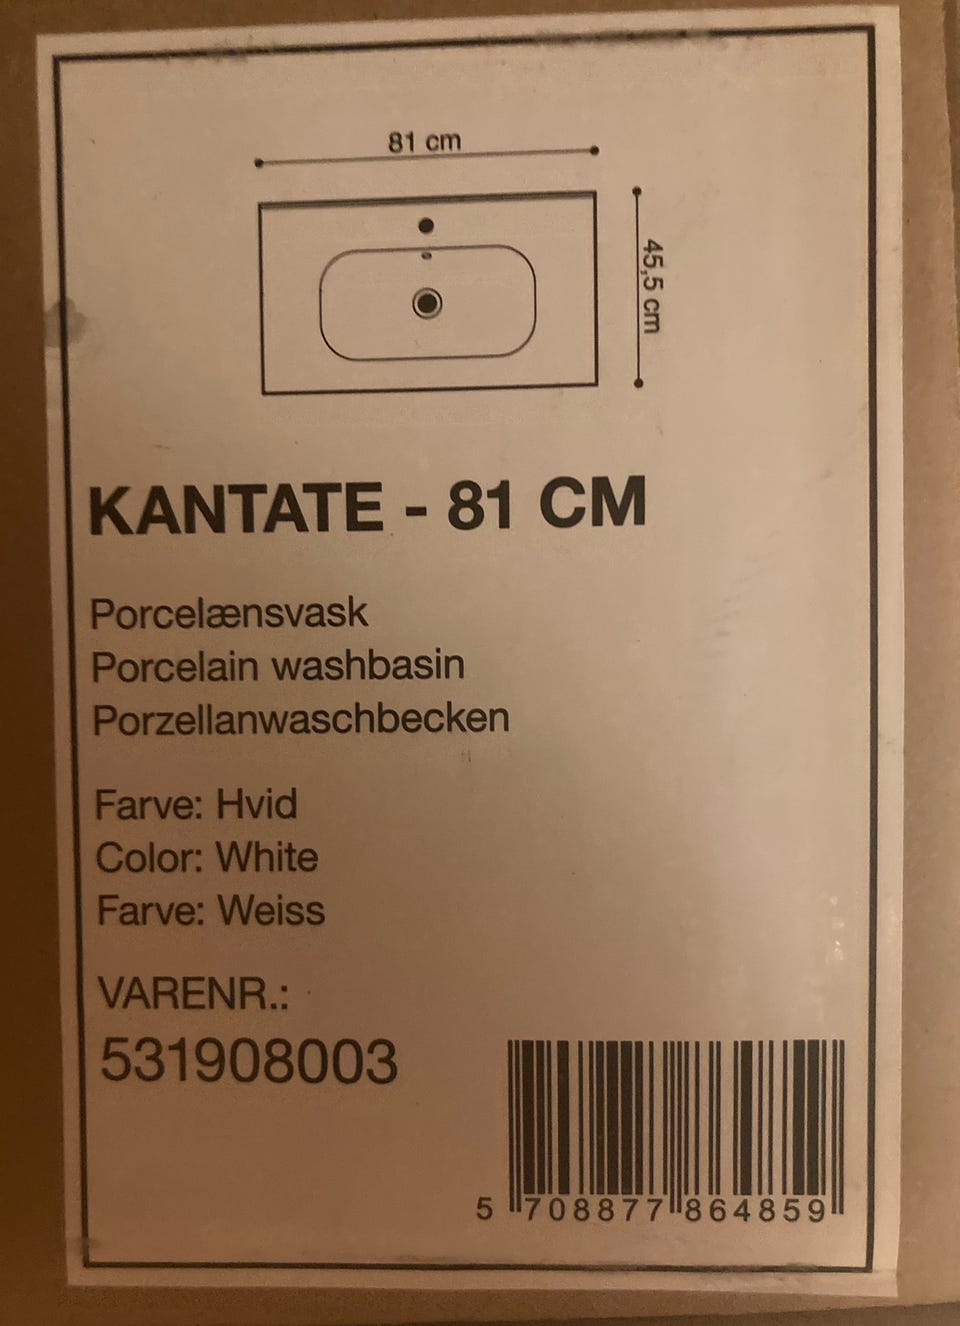 81 cm
45,5 cm
KANTATE - 81 CM
Porcelænsvask
Porcelain washbasin
Porzellanwaschbecken
Farve: Hvid
Color: White
Farve: Weiss
VARENR.:
531908003
5 708877 864859